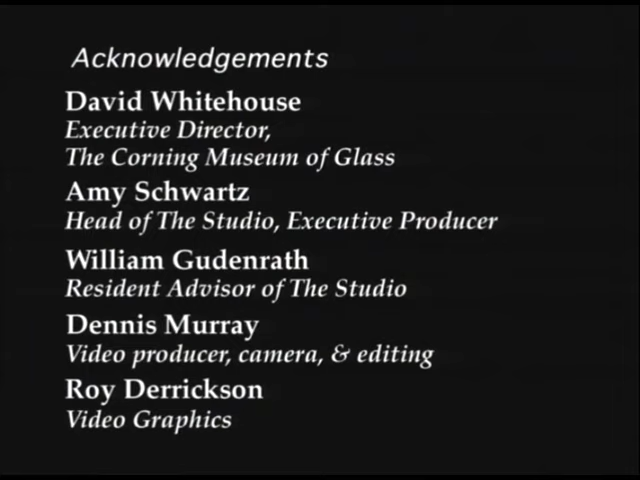 Acknowledgements
David Whitehouse
Executive Director,
The Corning Museum of Glass
Amy Schwartz
Head of The Studio, Executive Producer
William Gudenrath
Resident Advisor of The Studio
Dennis Murray
Video producer, camera, & editing
Roy Derrickson
Video Graphics